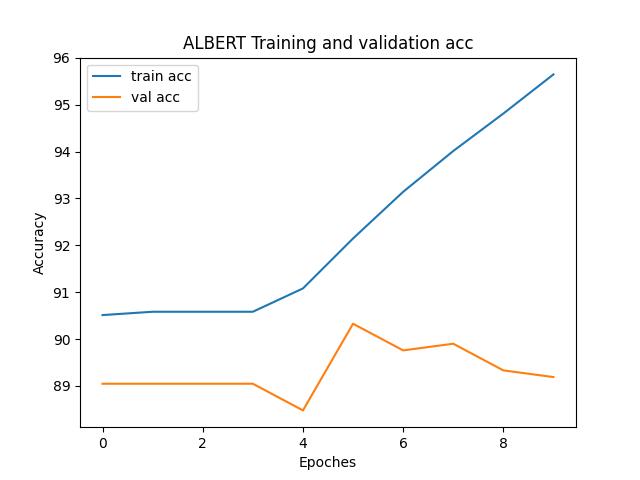 ALBERT Training and validation acc
train acc
val acc
96
95
94
93
92
91
90
89
Accuracy
0
2
4
6
8
Epoches